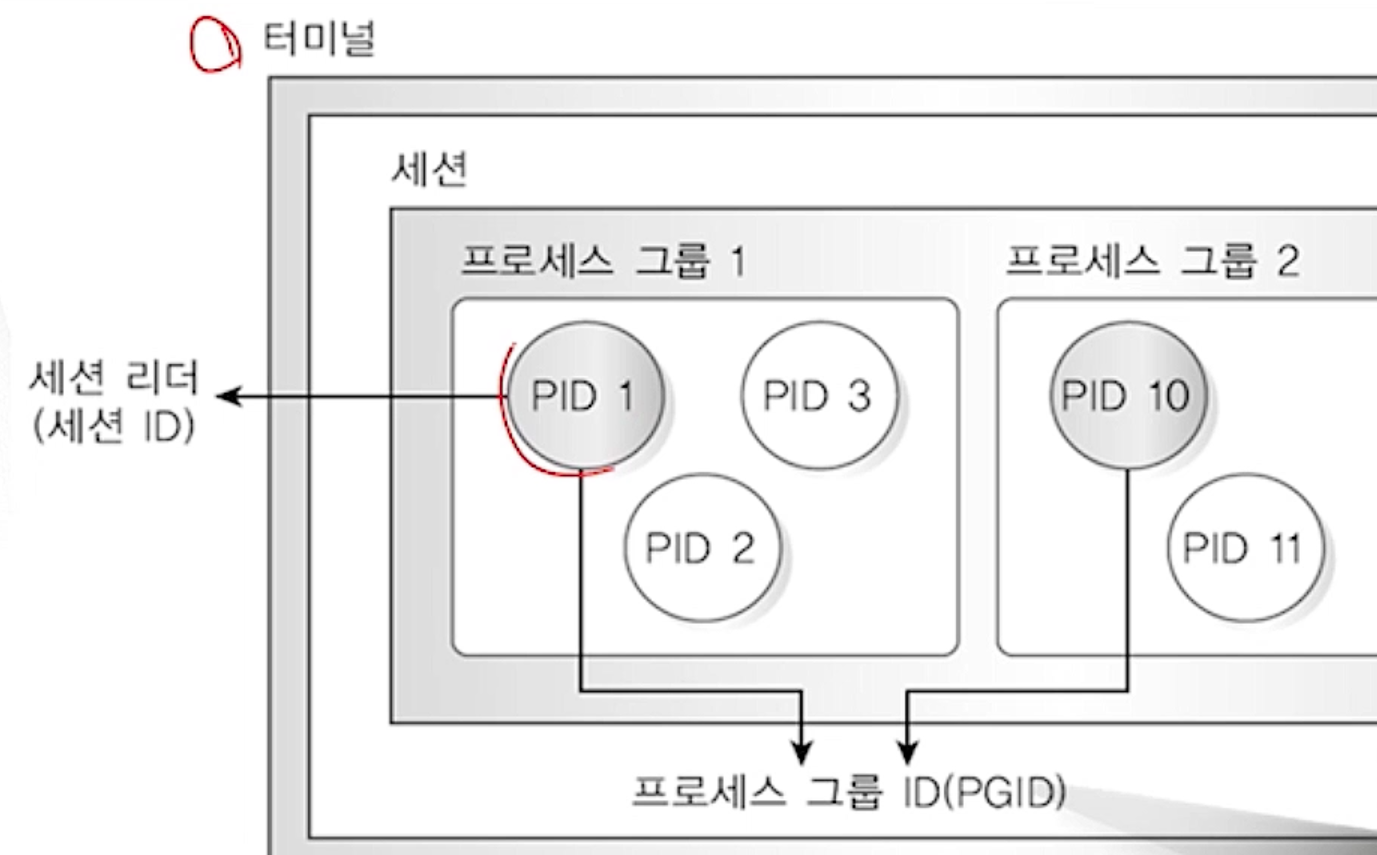 터미널
세션
프로세스 그룹 1
프로세스 그룹 2
세션 리더
(세션 ID)
PID 1
PID 3
PID 10
PID 2
PID 11
프로세스 그룹 ID(PGID)